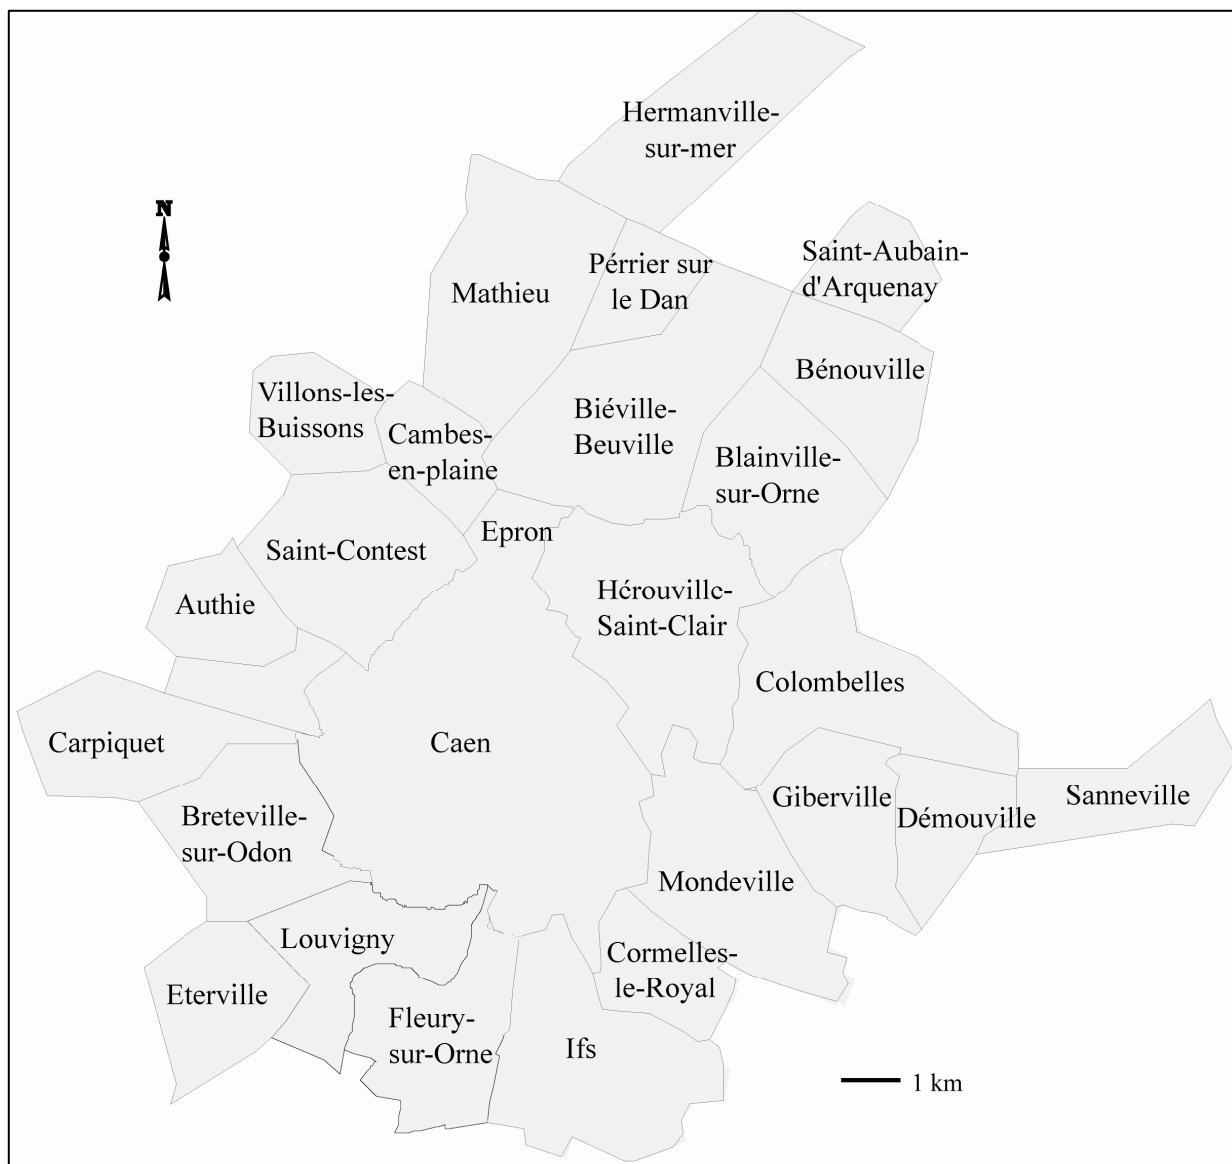 Hermanville-
sur-mer
N
Saint-Aubain-
d'Arquenay
Pérrier sur
le Dan
Mathieu
Bénouville
Villons-les-
Buissons
Biéville-
Beuville
Cambes-
en-plaine
Blainville-
sur-Orne
Epron
Saint-Contest
Hérouville-
Saint-Clair
Authie
Colombelles
Carpiquet
Caen
Giberville
Sanneville
Démouville
Breteville-
sur-Odon
Mondeville
Louvigny
Cormelles-
le-Royal
Eterville
Fleury-
sur-Orne
Ifs
1 km